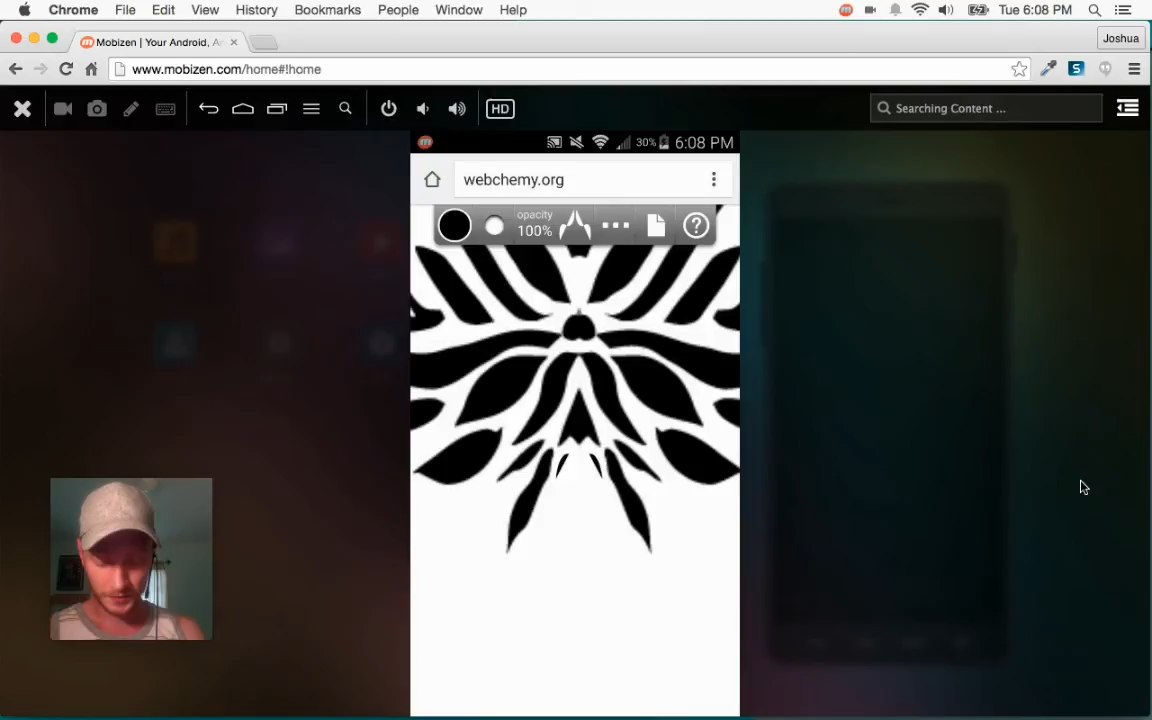 Chrome File Edit View History Bookmarks People Window Help Tue 6:08 PM
Mobizen | Your Android, A
Joshua
www.mobizen.com/home#!home
HD
Searching Content ...
30% 6:08 PM
webchemy.org
opacity
100%
?